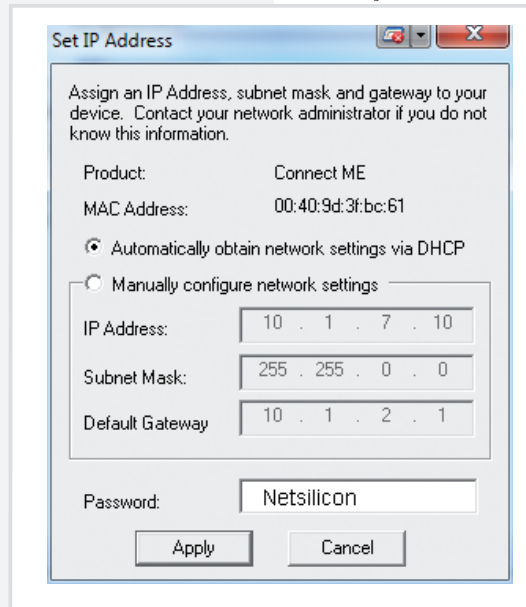 Set IP Address
Assign an IP Address, subnet mask and gateway to your
device. Contact your network administrator if you do not
know this information.
Product: Connect ME
MAC Address: 00:40:9d:3f:bc:61
Automatically obtain network settings via DHCP
Manually configure network settings
IP Address: 10 . 1 . 7 . 10
Subnet Mask: 255 . 255 . 0 . 0
Default Gateway 10 . 1 . 2 . 1
Password: Netsilicon
Apply Cancel